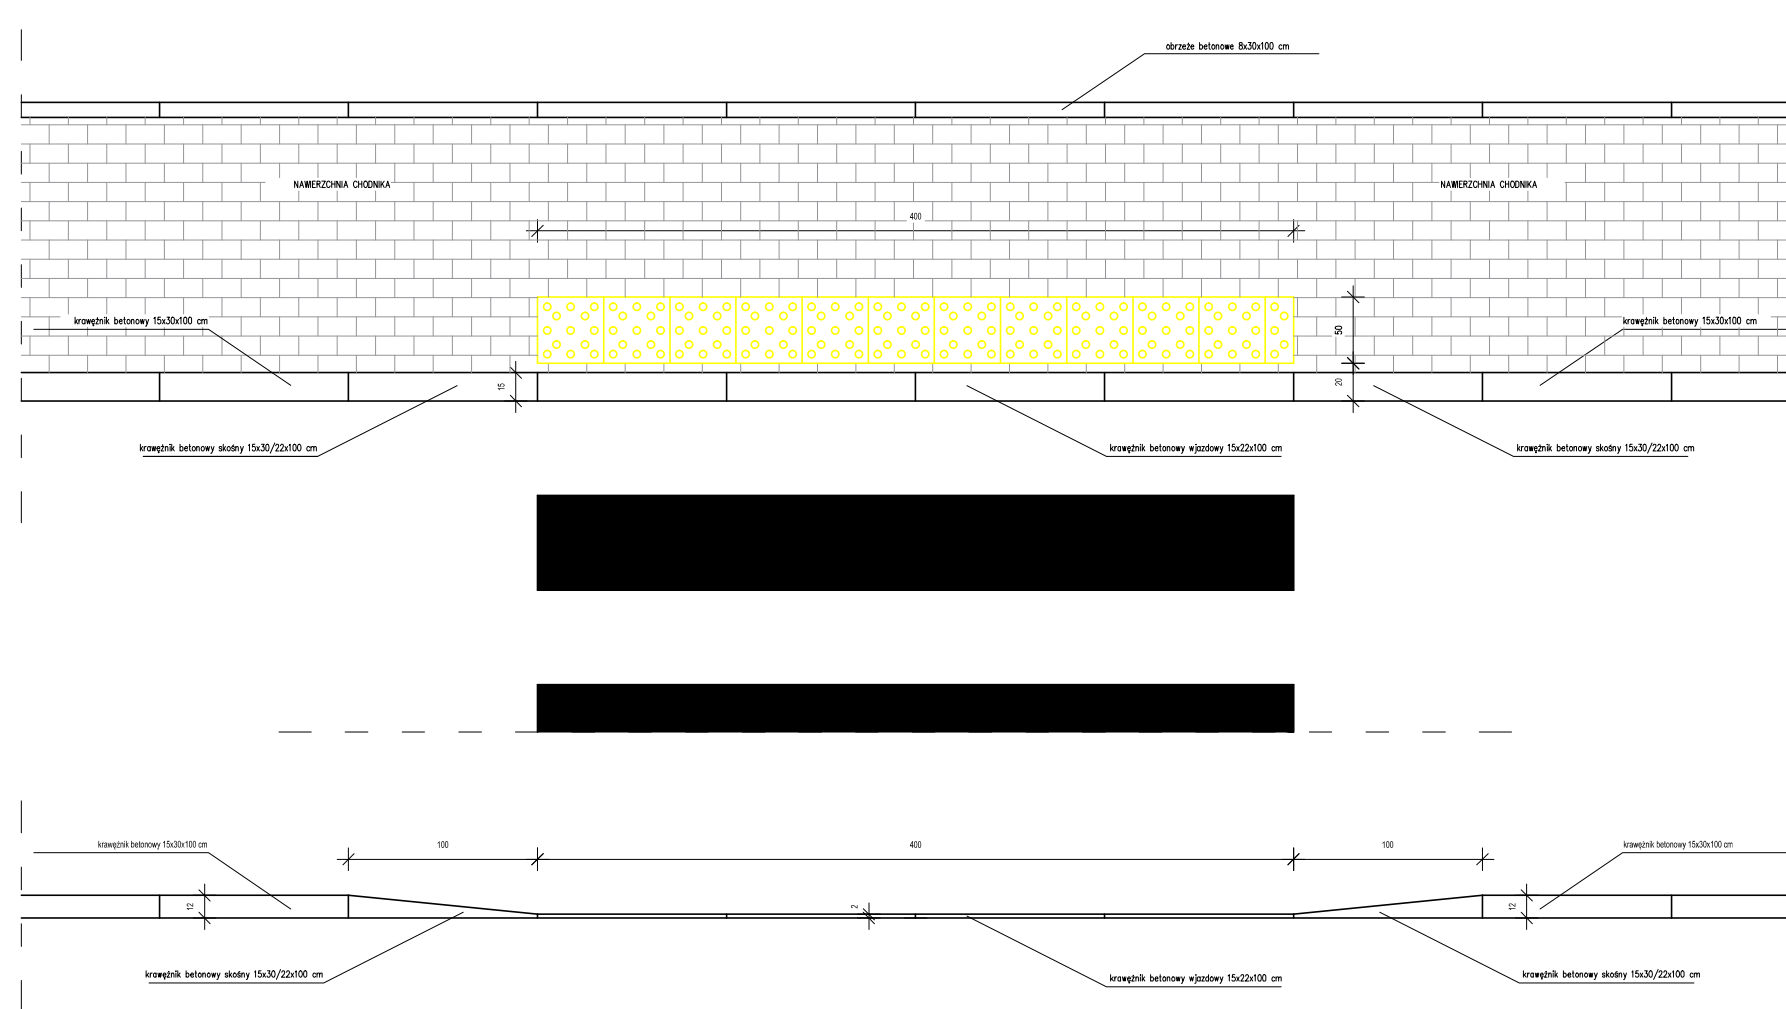 obrzeże betonowe 8x30x100 cm
NAWIERZCHNIA CHODNIKA
NAWIERZCHNIA CHODNIKA
400
krawężnik betonowy 15x30x100 cm
50
krawężnik betonowy 15x30x100 cm
15
20
krawężnik betonowy skośny 15x30/22x100 cm
krawężnik betonowy wjazdowy 15x22x100 cm
krawężnik betonowy skośny 15x30/22x100 cm
krawężnik betonowy 15x30x100 cm
100
400
100
krawężnik betonowy 15x30x100 cm
12
2
12
krawężnik betonowy skośny 15x30/22x100 cm
krawężnik betonowy wjazdowy 15x22x100 cm
krawężnik betonowy skośny 15x30/22x100 cm